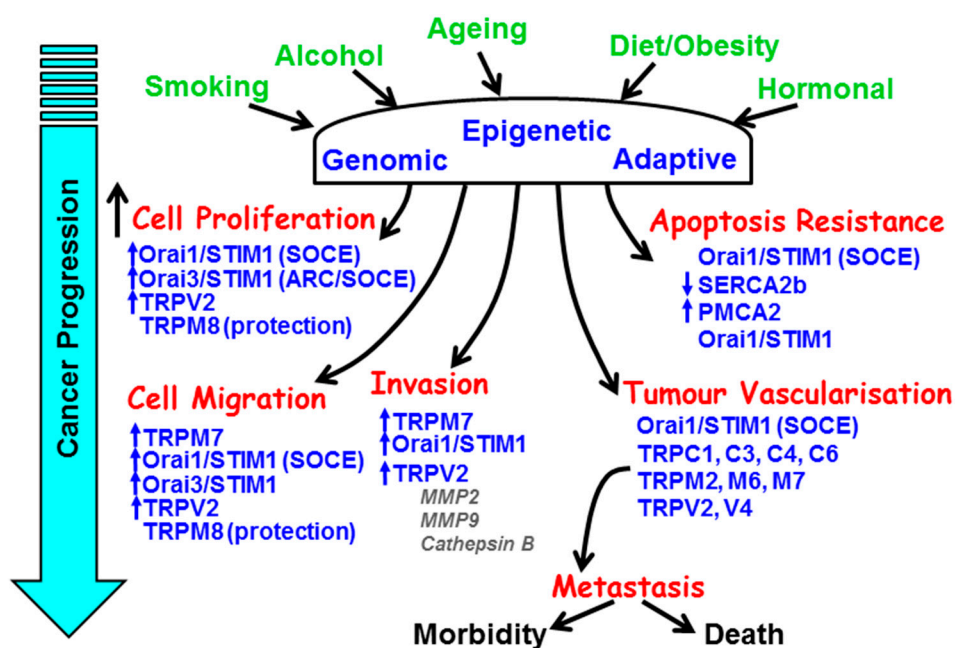 Ageing
Alcohol
Diet/Obesity
Smoking
Hormonal
Epigenetic
Genomic
Adaptive
Cancer Progression
Cell Proliferation
Orai1/STIM1 (SOCE)
Orai3/STIM1 (ARC/SOCE)
TRPV2
TRPM8 (protection)
Apoptosis Resistance
Orai1/STIM1 (SOCE)
SERCA2b
PMCA2
Orai1/STIM1
Cell Migration
TRPM7
Orai1/STIM1 (SOCE)
Orai3/STIM1
TRPV2
TRPM8 (protection)
Invasion
TRPM7
Orai1/STIM1
TRPV2
MMP2
MMP9
Cathepsin B
Tumour Vascularisation
Orai1/STIM1 (SOCE)
TRPC1, C3, C4, C6
TRPM2, M6, M7
TRPV2, V4
Metastasis
Morbidity
Death